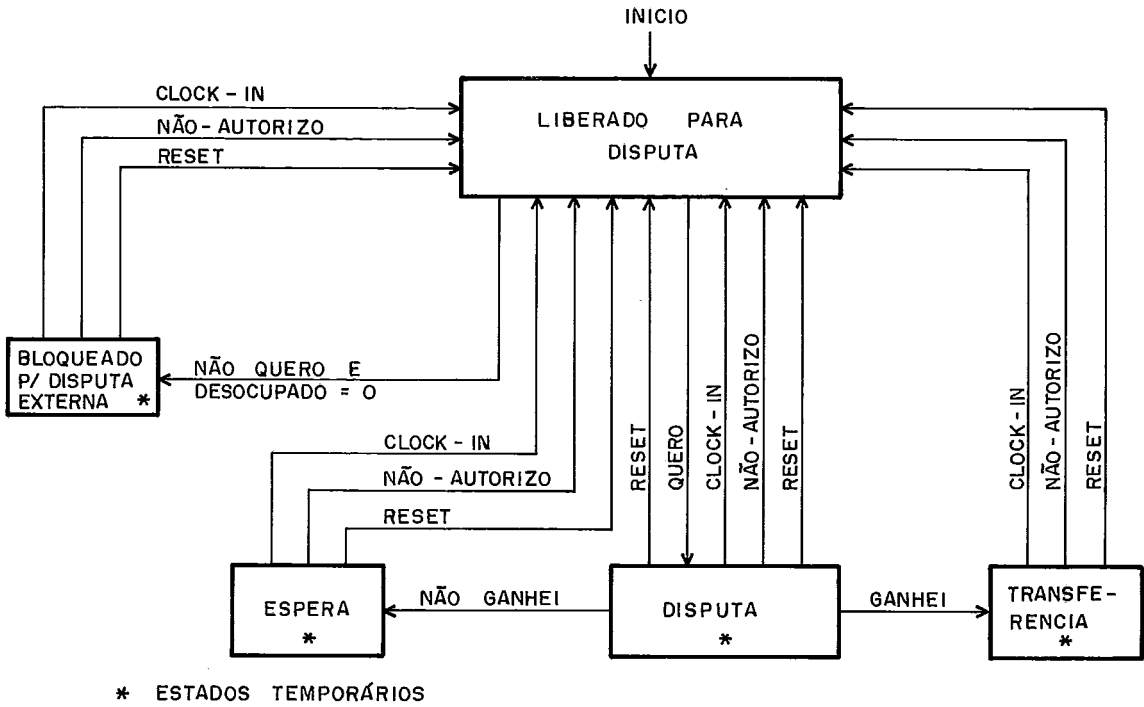 INICIO
LIBERADO PARA
DISPUTA
CLOCK-IN
NÃO-AUTORIZO
RESET
BLOQUEADO
P/ DISPUTA
EXTERNA *
NÃO QUERO E
DESOCUPADO = 0
CLOCK-IN
NÃO-AUTORIZO
RESET
RESET
QUERO
CLOCK-IN
NÃO-AUTORIZO
RESET
CLOCK-IN
NÃO-AUTORIZO
RESET
ESPERA
*
NÃO GANHEI
DISPUTA
*
GANHEI
TRANSFE-
RENCIA
*
* ESTADOS TEMPORÁRIOS